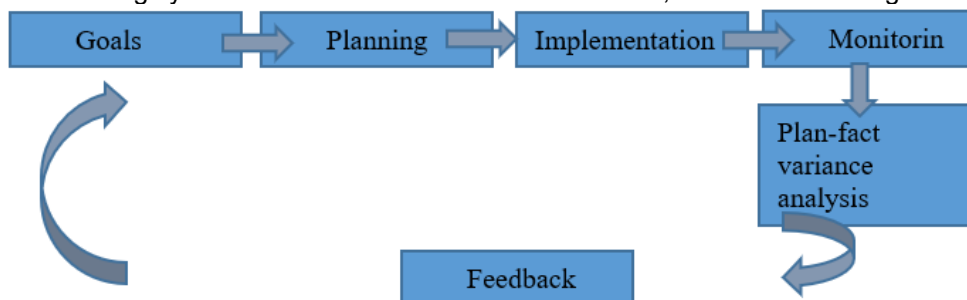 Goals
Planning
Implementation
Monitorin
Plan-fact
variance
analysis
Feedback